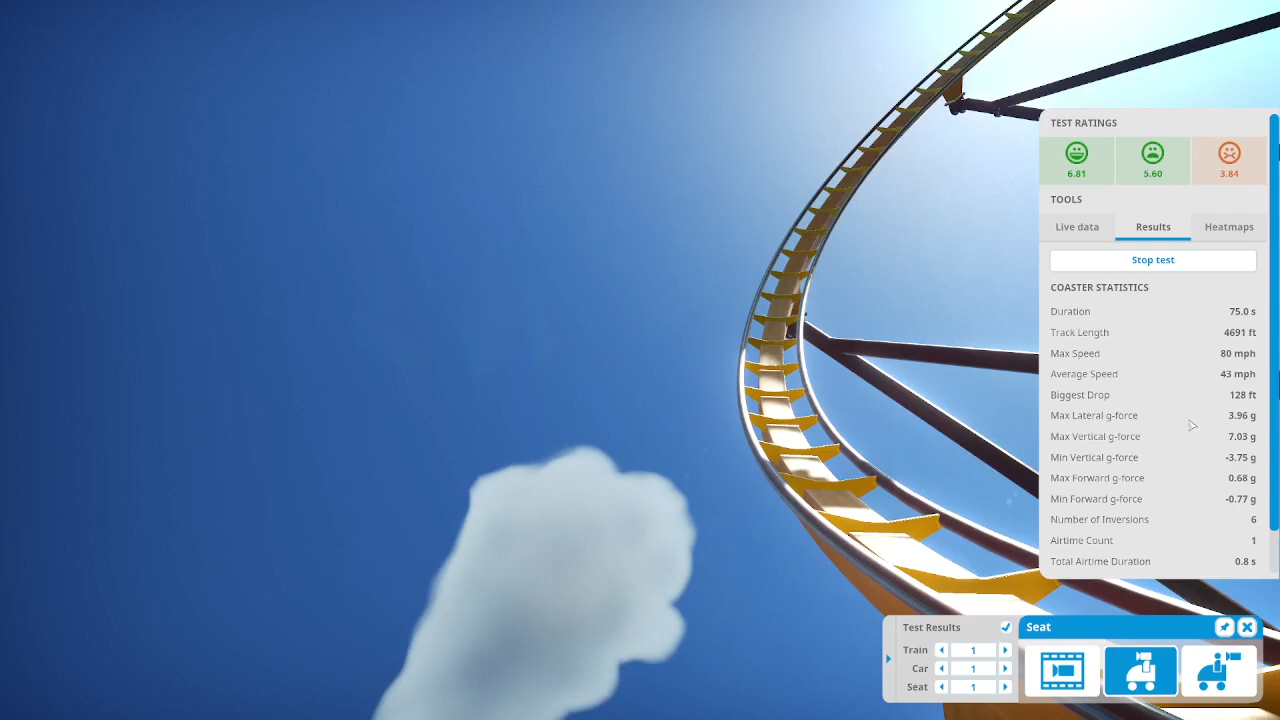 TEST RATINGS
6.81 5.60 3.84
TOOLS
Live data Results Heatmaps
Stop test
COASTER STATISTICS
Duration 75.0 s
Track Length 4691 ft
Max Speed 80 mph
Average Speed 43 mph
Biggest Drop 128 ft
Max Lateral g-force 3.96 g
Max Vertical g-force 7.03 g
Min Vertical g-force -3.75 g
Max Forward g-force 0.68 g
Min Forward g-force -0.77 g
Number of Inversions 6
Airtime Count 1
Total Airtime Duration 0.8 s
Test Results
Seat
Train 1
Car 1
Seat 1